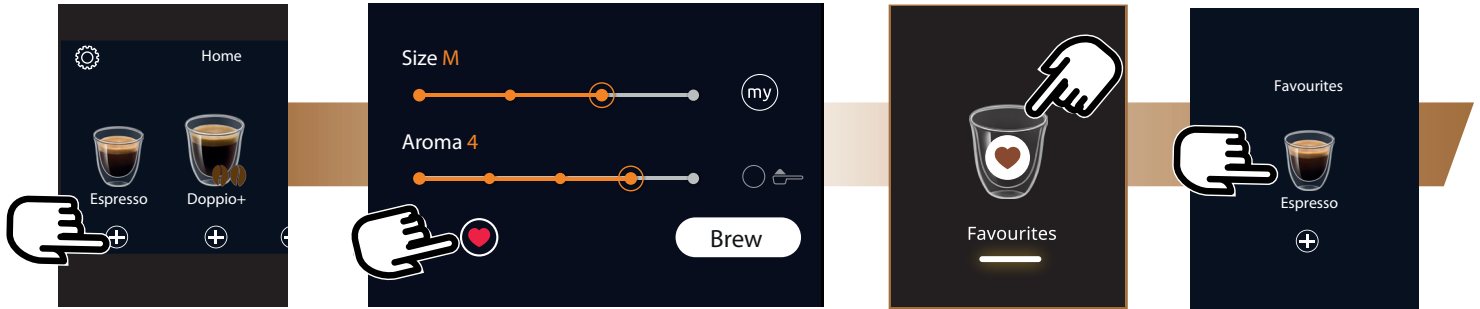 Home
Espresso
Doppio+
Size M
my
Aroma 4
Brew
Favourites
Favourites
Espresso